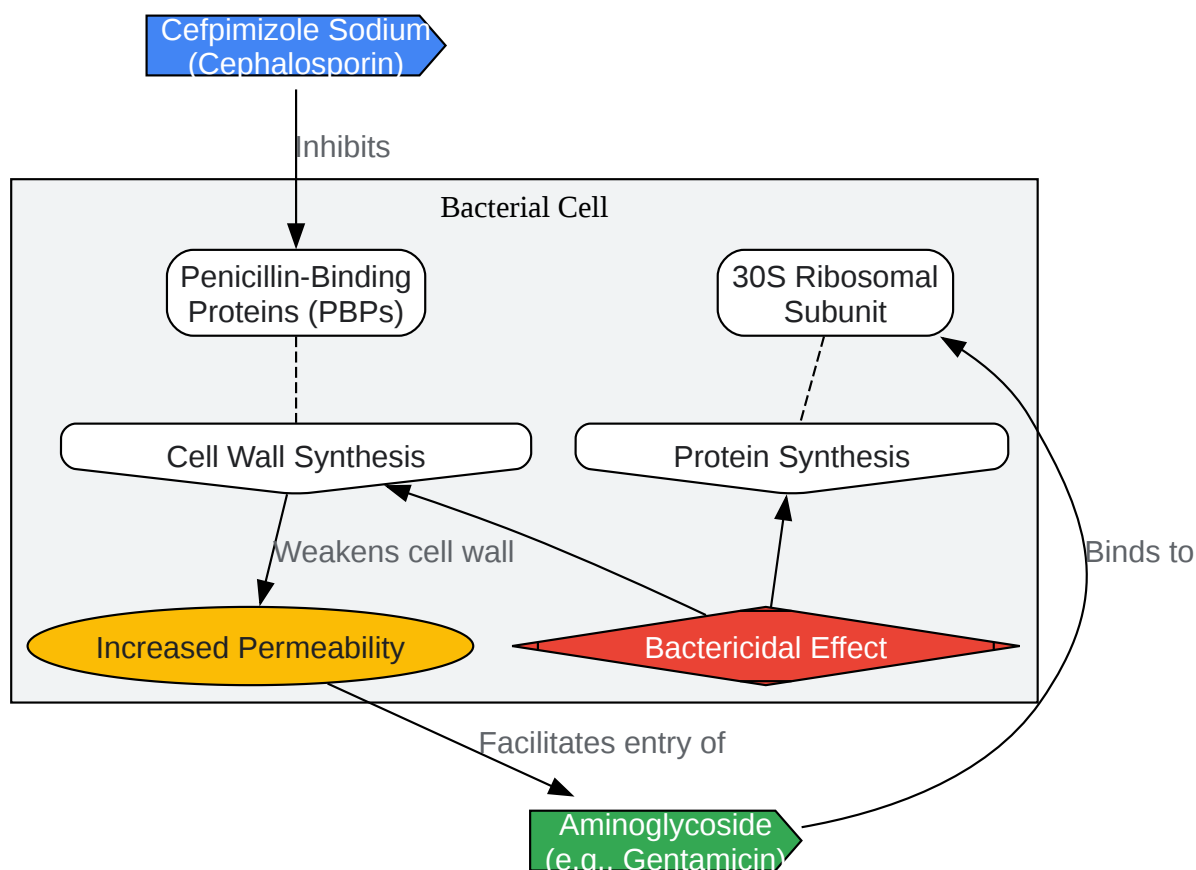 Cefpimizole Sodium
(Cephalosporin)
Inhibits
Bacterial Cell
Penicillin-Binding
Proteins (PBPs)
30S Ribosomal
Subunit
Cell Wall Synthesis
Protein Synthesis
Weakens cell wall
Binds to
Increased Permeability
Bactericidal Effect
Facilitates entry of
Aminoglycoside
(e.g., Gentamicin)